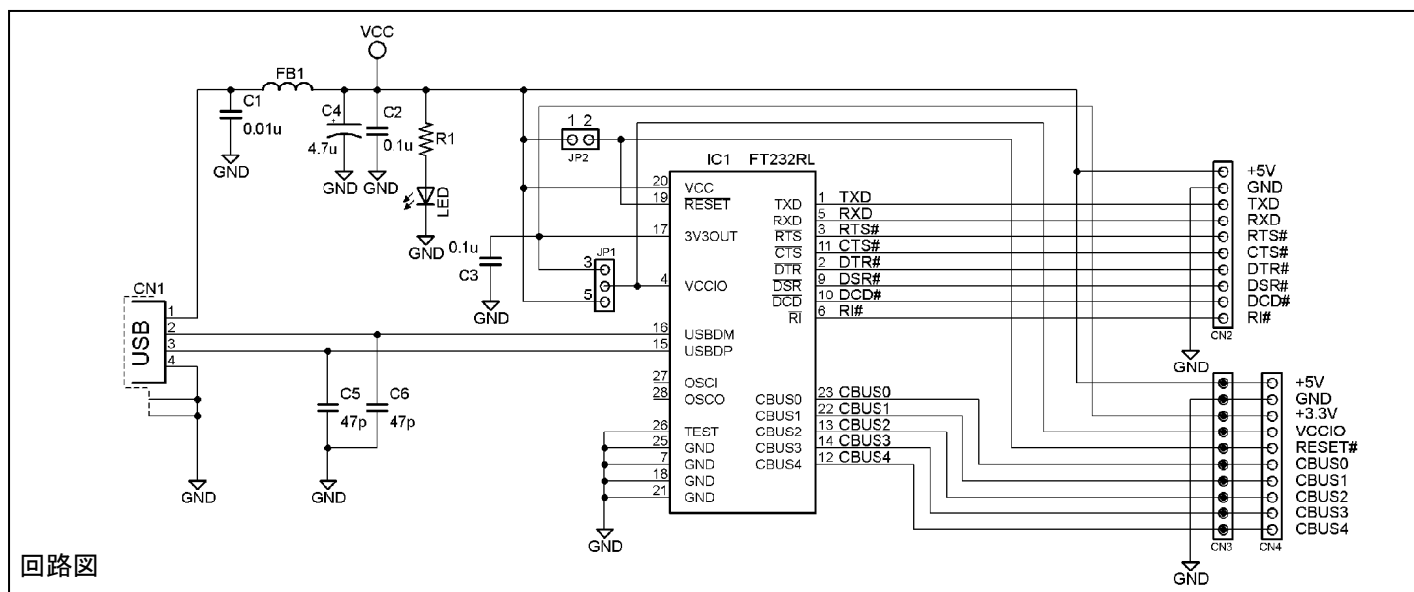 VCC
FB1
C1
0.01u
GND
C4
4.7u
GND
C2
0.1u
GND
R1
LED
GND
1 2
JP2
IC1 FT232RL
20 VCC
19 RESET
17 3V3OUT
4 VCCIO
16 USBDM
15 USBDP
27 OSCI
28 OSCO
26 TEST
25 GND
7 GND
18 GND
21 GND
GND
0.1u
C3
GND
JP1
3
5
CN1
USB
1
2
3
4
GND
C5
47p
C6
47p
GND
TXD 1 TXD
RXD 5 RXD
RTS 3 RTS#
CTS 11 CTS#
DTR 2 DTR#
DSR 9 DSR#
DCD 10 DCD#
RI 6 RI#
CBUS0 23 CBUS0
CBUS1 22 CBUS1
CBUS2 13 CBUS2
CBUS3 14 CBUS3
CBUS4 12 CBUS4
+5V
GND
TXD
RXD
RTS#
CTS#
DTR#
DSR#
DCD#
RI#
CN2
GND
+5V
GND
+3.3V
VCCIO
RESET#
CBUS0
CBUS1
CBUS2
CBUS3
CBUS4
CN3 CN4
GND
回路図